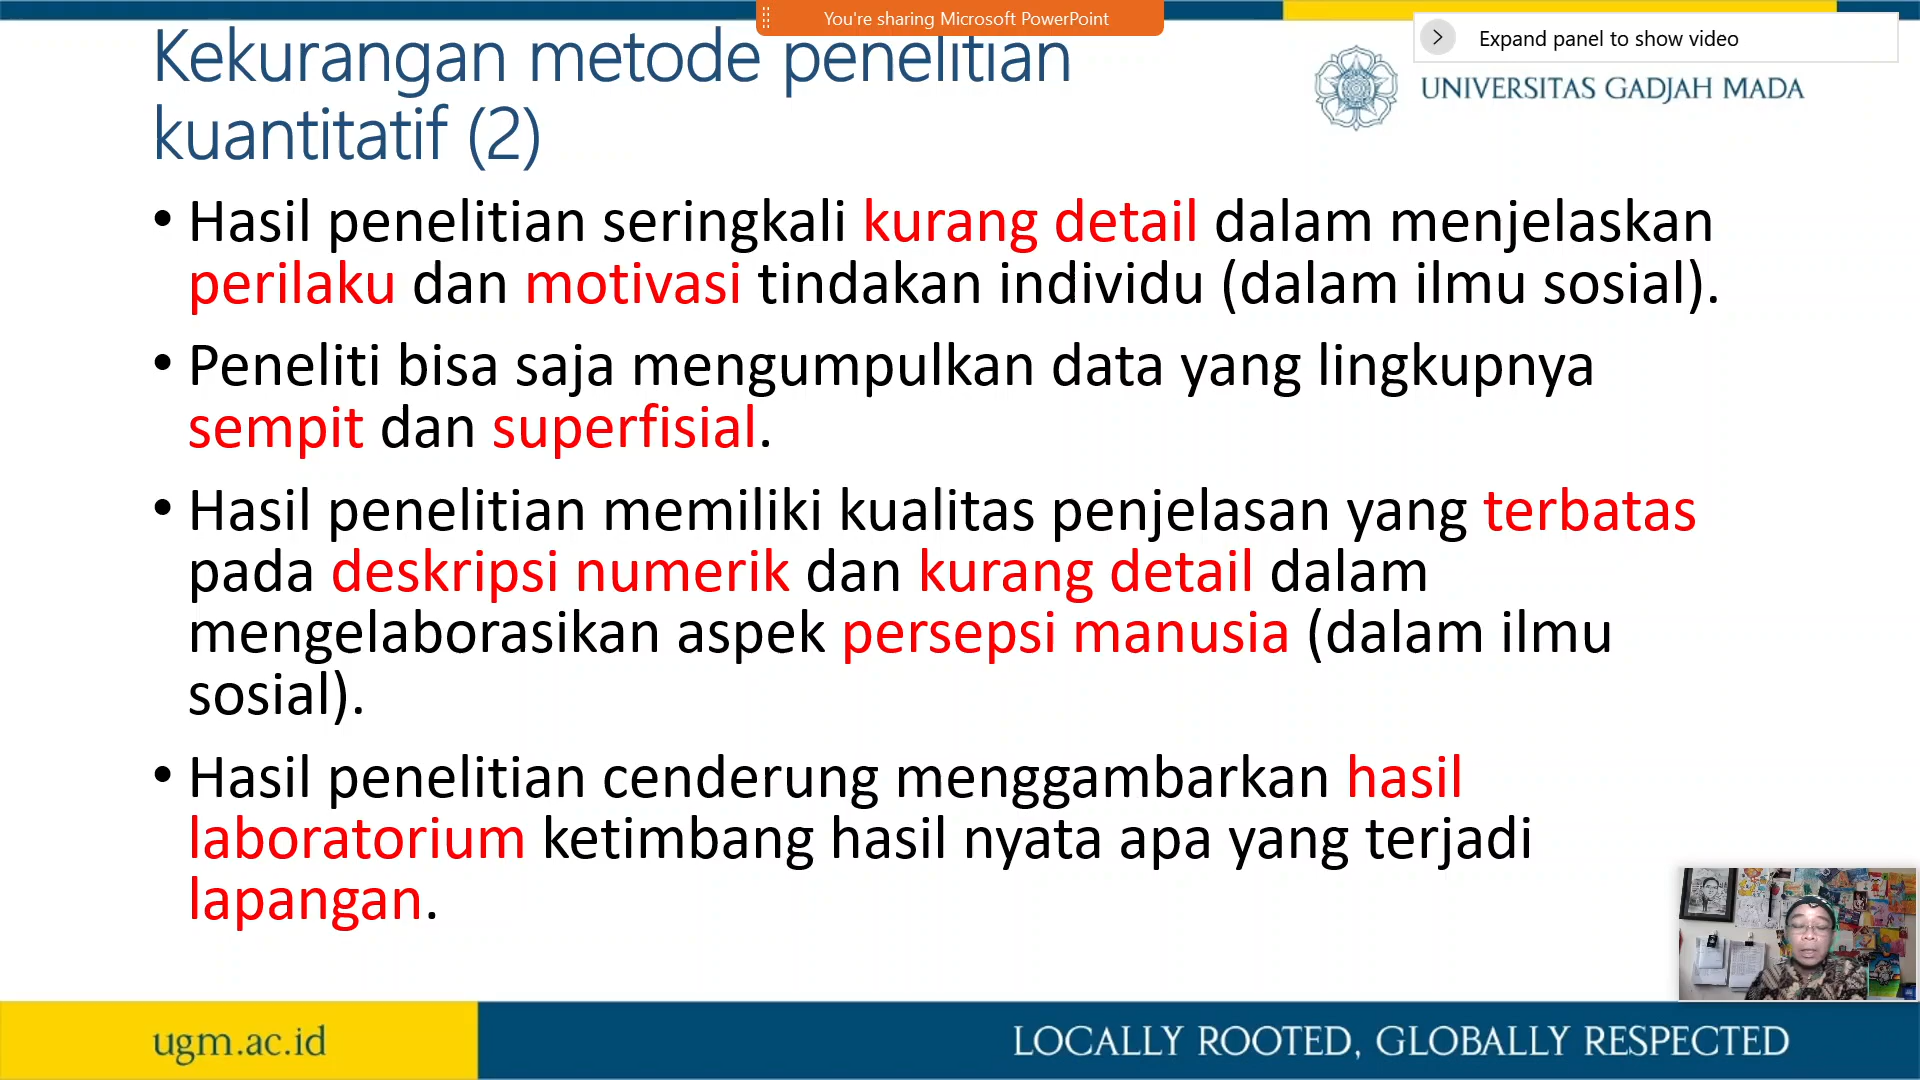 You're sharing Microsoft PowerPoint
Expand panel to show video
Kekurangan metode penelitian
kuantitatif (2)
UNIVERSITAS GADJAH MADA
• Hasil penelitian seringkali kurang detail dalam menjelaskan
perilaku dan motivasi tindakan individu (dalam ilmu sosial).
• Peneliti bisa saja mengumpulkan data yang lingkupnya
sempit dan superfisial.
• Hasil penelitian memiliki kualitas penjelasan yang terbatas
pada deskripsi numerik dan kurang detail dalam
mengelaborasikan aspek persepsi manusia (dalam ilmu
sosial).
• Hasil penelitian cenderung menggambarkan hasil
laboratorium ketimbang hasil nyata apa yang terjadi
lapangan.
ugm.ac.id
LOCALLY ROOTED, GLOBALLY RESPECTED